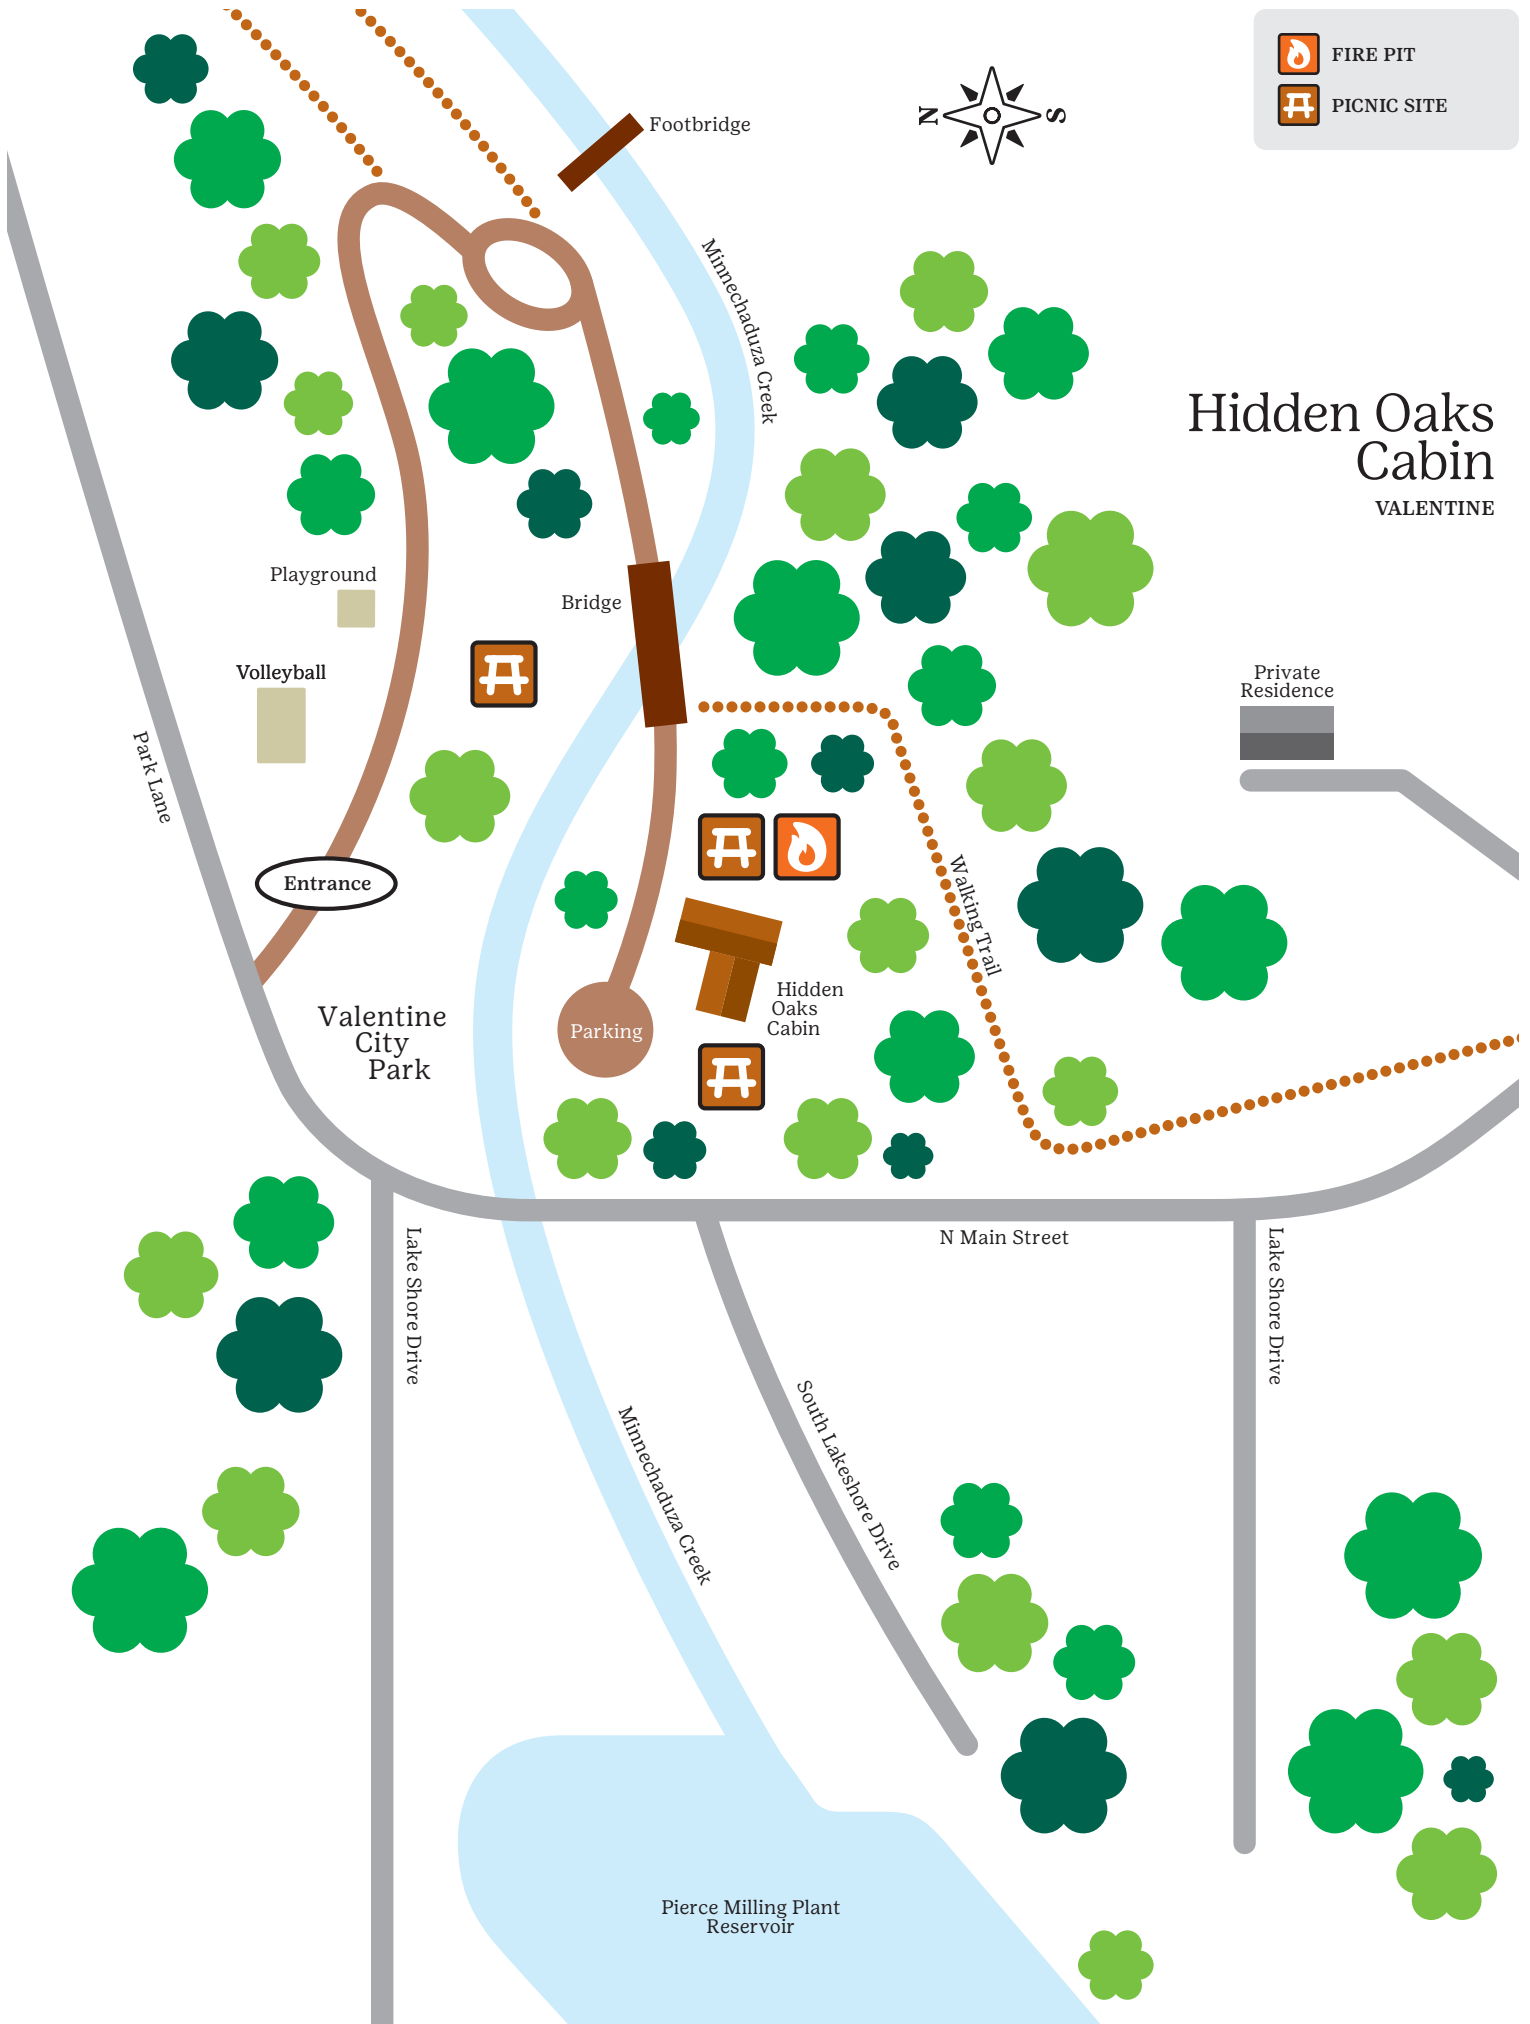 FIRE PIT
PICNIC SITE
N
S
Footbridge
Minnechaduza Creek
Hidden Oaks
Cabin
VALENTINE
Playground
Bridge
Volleyball
Private
Residence
Park Lane
Entrance
Walking Trail
Hidden
Oaks
Cabin
Valentine
City
Park
Parking
N Main Street
Lake Shore Drive
Lake Shore Drive
South Lakeshore Drive
Minnechaduza Creek
Pierce Milling Plant
Reservoir